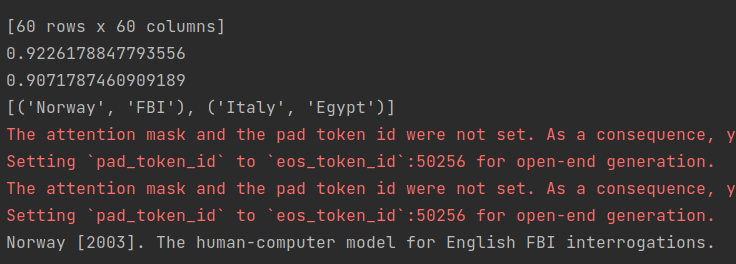 [60 rows x 60 columns]
0.9226178847793556
0.9071787460909189
[('Norway', 'FBI'), ('Italy', 'Egypt')]
The attention mask and the pad token id were not set. As a consequence, y
Setting `pad_token_id` to `eos_token_id`:50256 for open-end generation.
The attention mask and the pad token id were not set. As a consequence, y
Setting `pad_token_id` to `eos_token_id`:50256 for open-end generation.
Norway [2003]. The human-computer model for English FBI interrogations.